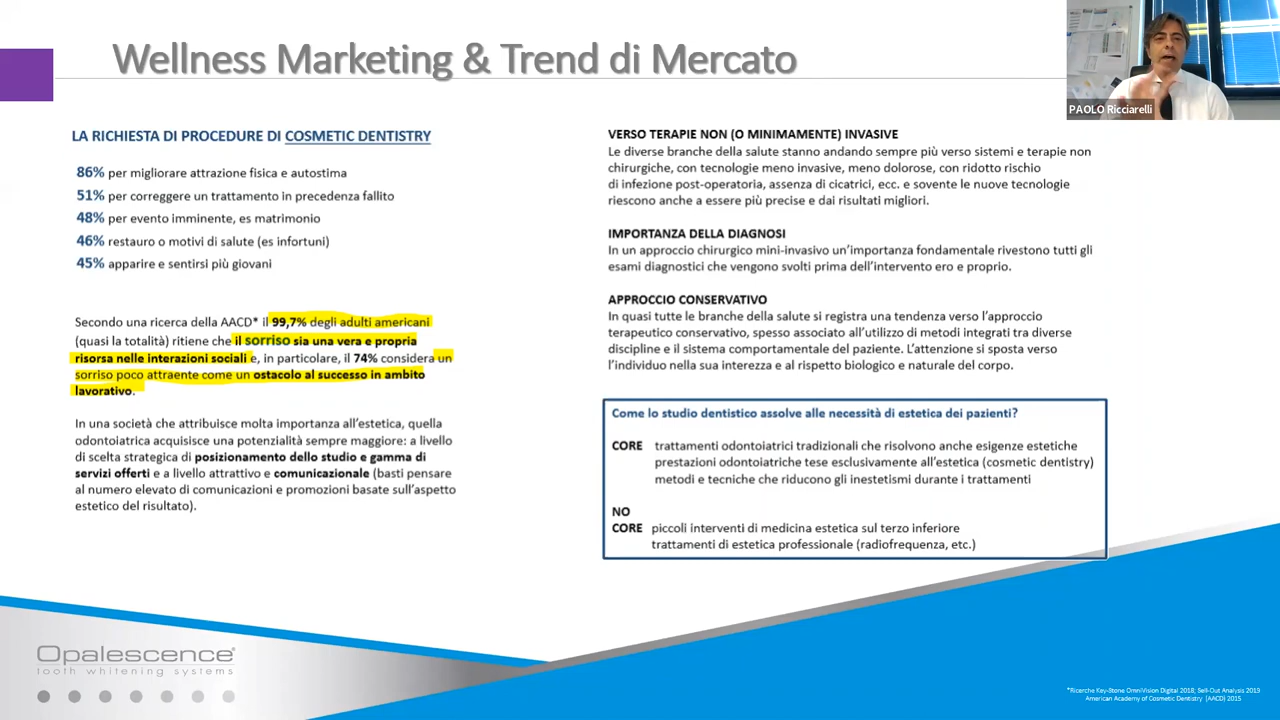 Wellness Marketing & Trend di Mercato
PAOLO Ricciarelli
LA RICHIESTA DI PROCEDURE DI COSMETIC DENTISTRY
86% per migliorare attrazione fisica e autostima
51% per correggere un trattamento in precedenza fallito
48% per evento imminente, es matrimonio
46% restauro o motivi di salute (es infortuni)
45% apparire e sentirsi più giovani
Secondo una ricerca della AACD* il 99,7% degli adulti americani
(quasi la totalità) ritiene che il sorriso sia una vera e propria
risorsa nelle interazioni sociali e, in particolare, il 74% considera un
sorriso poco attraente come un ostacolo al successo in ambito
lavorativo.
In una società che attribuisce molta importanza all'estetica, quella
odontoiatrica acquisisce una potenzialità sempre maggiore: a livello
di scelta strategica di posizionamento dello studio e gamma di
servizi offerti e a livello attrattivo e comunicazionale (basti pensare
al numero elevato di comunicazioni e promozioni basate sull'aspetto
estetico del risultato).
VERSO TERAPIE NON (O MINIMAMENTE) INVASIVE
Le diverse branche della salute stanno andando sempre più verso sistemi e terapie non
chirurgiche, con tecnologie meno invasive, meno dolorose, con ridotto rischio
di infezione post-operatoria, assenza di cicatrici, ecc. e sovente le nuove tecnologie
riescono anche a essere più precise e dai risultati migliori.
IMPORTANZA DELLA DIAGNOSI
In un approccio chirurgico mini-invasivo un'importanza fondamentale rivestono tutti gli
esami diagnostici che vengono svolti prima dell'intervento ero e proprio.
APPROCCIO CONSERVATIVO
In quasi tutte le branche della salute si registra una tendenza verso l'approccio
terapeutico conservativo, spesso associato all'utilizzo di metodi integrati tra diverse
discipline e il sistema comportamentale del paziente. L'attenzione si sposta verso
l'individuo nella sua interezza e al rispetto biologico e naturale del corpo.
Come lo studio dentistico assolve alle necessità di estetica dei pazienti?
CORE trattamenti odontoiatrici tradizionali che risolvono anche esigenze estetiche
prestazioni odontoiatriche tese esclusivamente all'estetica (cosmetic dentistry)
metodi e tecniche che riducono gli inestetismi durante i trattamenti
NO
CORE piccoli interventi di medicina estetica sul terzo inferiore
trattamenti di estetica professionale (radiofrequenza, etc.)
Opalescence®
tooth whitening systems
*Ricerche Key-Stone OmniVision Digital 2018; Sell-Out Analysis 2019
American Academy of Cosmetic Dentistry (AACD) 2015